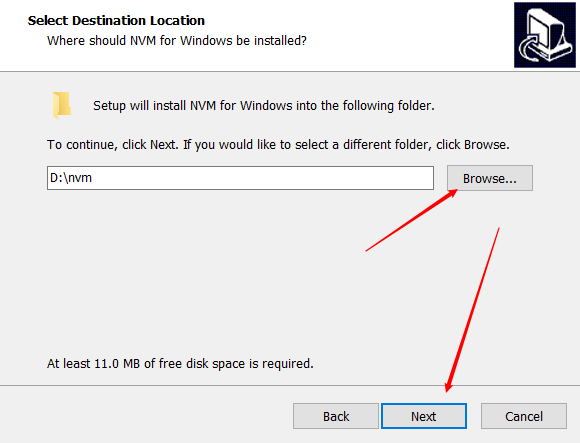 Select Destination Location
Where should NVM for Windows be installed?
Setup will install NVM for Windows into the following folder.
To continue, click Next. If you would like to select a different folder, click Browse.
D:\nvm
Browse...
At least 11.0 MB of free disk space is required.
Back
Next
Cancel